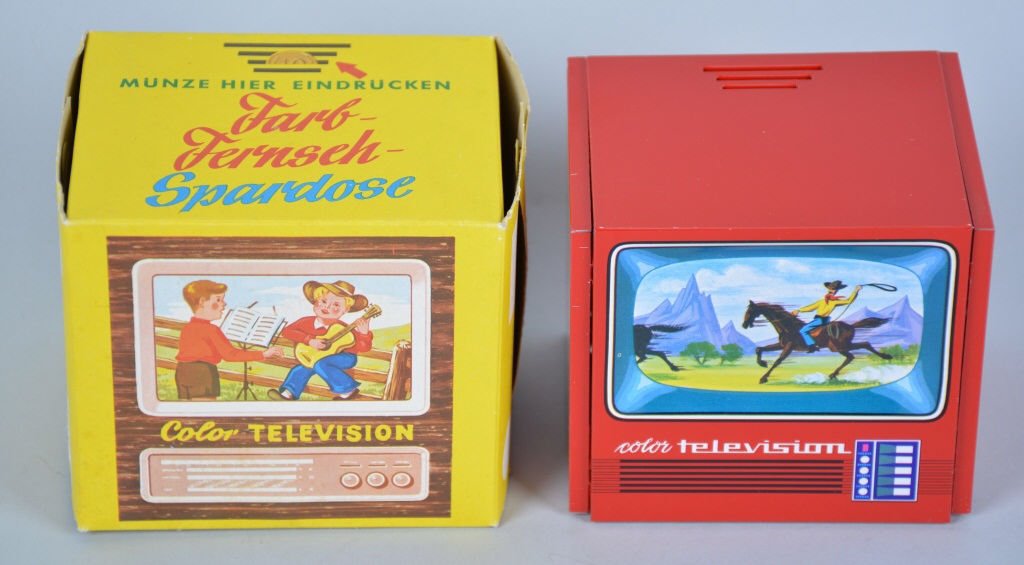 MÜNZE HIER EINDRÜCKEN
Farb-
Fernseh-
Spardose
Color TELEVISION
color television